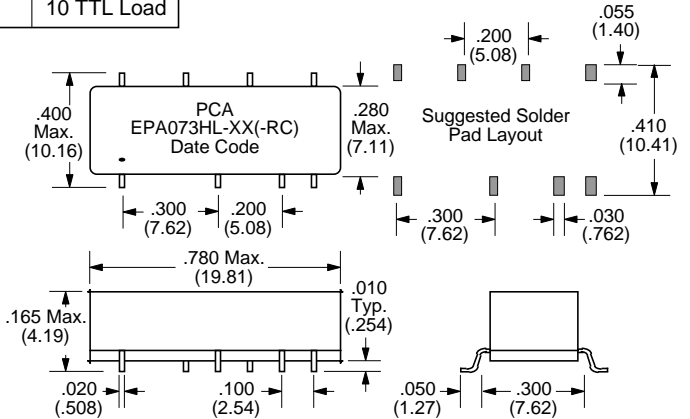 10 TTL Load
.400
Max.
(10.16)
PCA
EPA073HL-XX(-RC)
Date Code
.280
Max.
(7.11)
.300
(7.62)
.200
(5.08)
.200
(5.08)
.055
(1.40)
Suggested Solder
Pad Layout
.410
(10.41)
.300
(7.62)
.030
(.762)
.780 Max.
(19.81)
.165 Max.
(4.19)
.010
Typ.
(.254)
.020
(.508)
.100
(2.54)
.050
(1.27)
.300
(7.62)